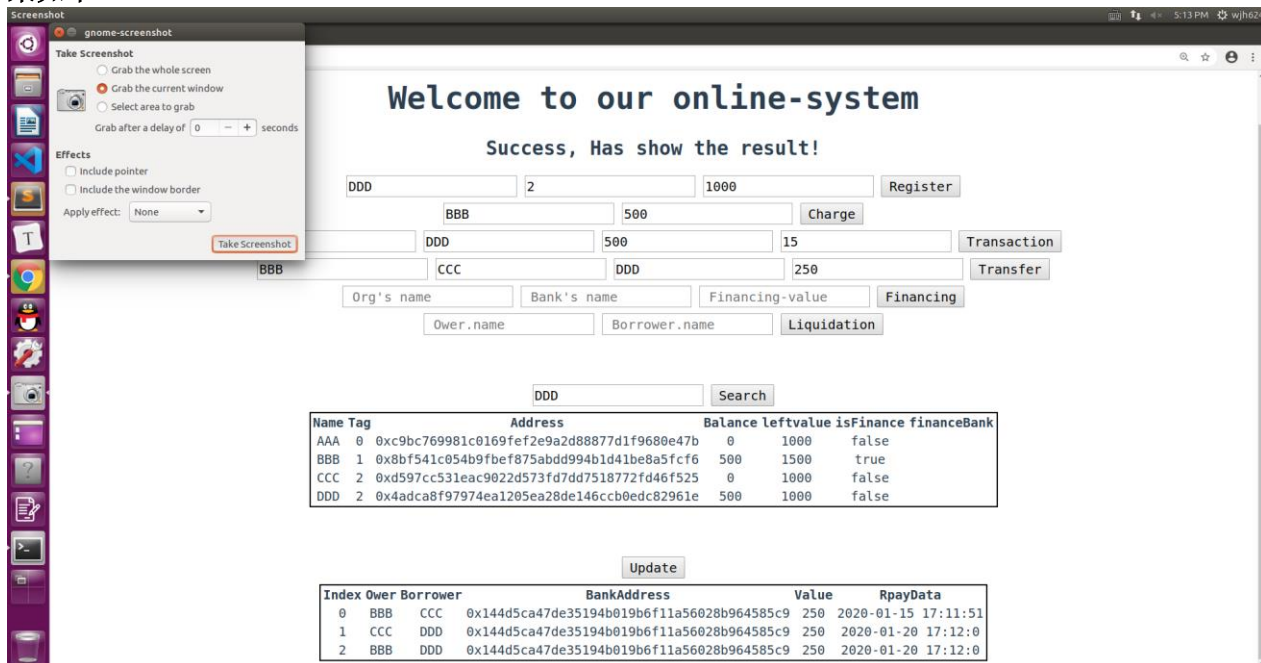 Screenshot
5:13 PM wjh624
gnome-screenshot
Take Screenshot
Grab the whole screen
Grab the current window
Select area to grab
Grab after a delay of 0 − + seconds
Effects
Include pointer
Include the window border
Apply effect: None
Take Screenshot
Welcome to our online-system
Success, Has show the result!
DDD 2 1000 Register
BBB 500 Charge
DDD 500 15 Transaction
BBB CCC DDD 250 Transfer
Org's name Bank's name Financing-value Financing
Ower.name Borrower.name Liquidation
DDD Search
Name Tag Address Balance leftvalue isFinance financeBank
AAA 0 0xc9bc769981c0169fef2e9a2d88877d1f9680e47b 0 1000 false
BBB 1 0x8bf541c054b9fbef875abdd994b1d41be8a5fcf6 500 1500 true
CCC 2 0xd597cc531eac9022d573fd7dd7518772fd46f525 0 1000 false
DDD 2 0x4adca8f97974ea1205ea28de146ccb0edc82961e 500 1000 false
Update
Index Ower Borrower BankAddress Value RpayData
0 BBB CCC 0x144d5ca47de35194b019b6f11a56028b964585c9 250 2020-01-15 17:11:51
1 CCC DDD 0x144d5ca47de35194b019b6f11a56028b964585c9 250 2020-01-20 17:12:0
2 BBB DDD 0x144d5ca47de35194b019b6f11a56028b964585c9 250 2020-01-20 17:12:0